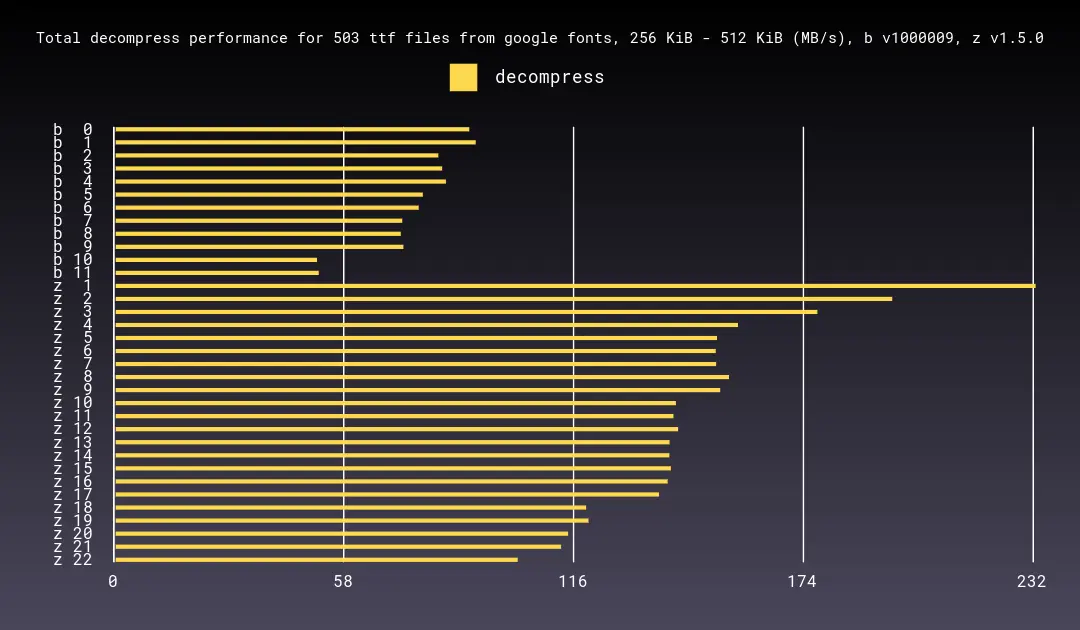 Total decompress performance for 503 ttf files from google fonts, 256 KiB - 512 KiB (MB/s), b v1000009, z v1.5.0
decompress
b 0
b 1
b 2
b 3
b 4
b 5
b 6
b 7
b 8
b 9
b 10
b 11
z 1
z 2
z 3
z 4
z 5
z 6
z 7
z 8
z 9
z 10
z 11
z 12
z 13
z 14
z 15
z 16
z 17
z 18
z 19
z 20
z 21
z 22
0 58 116 174 232